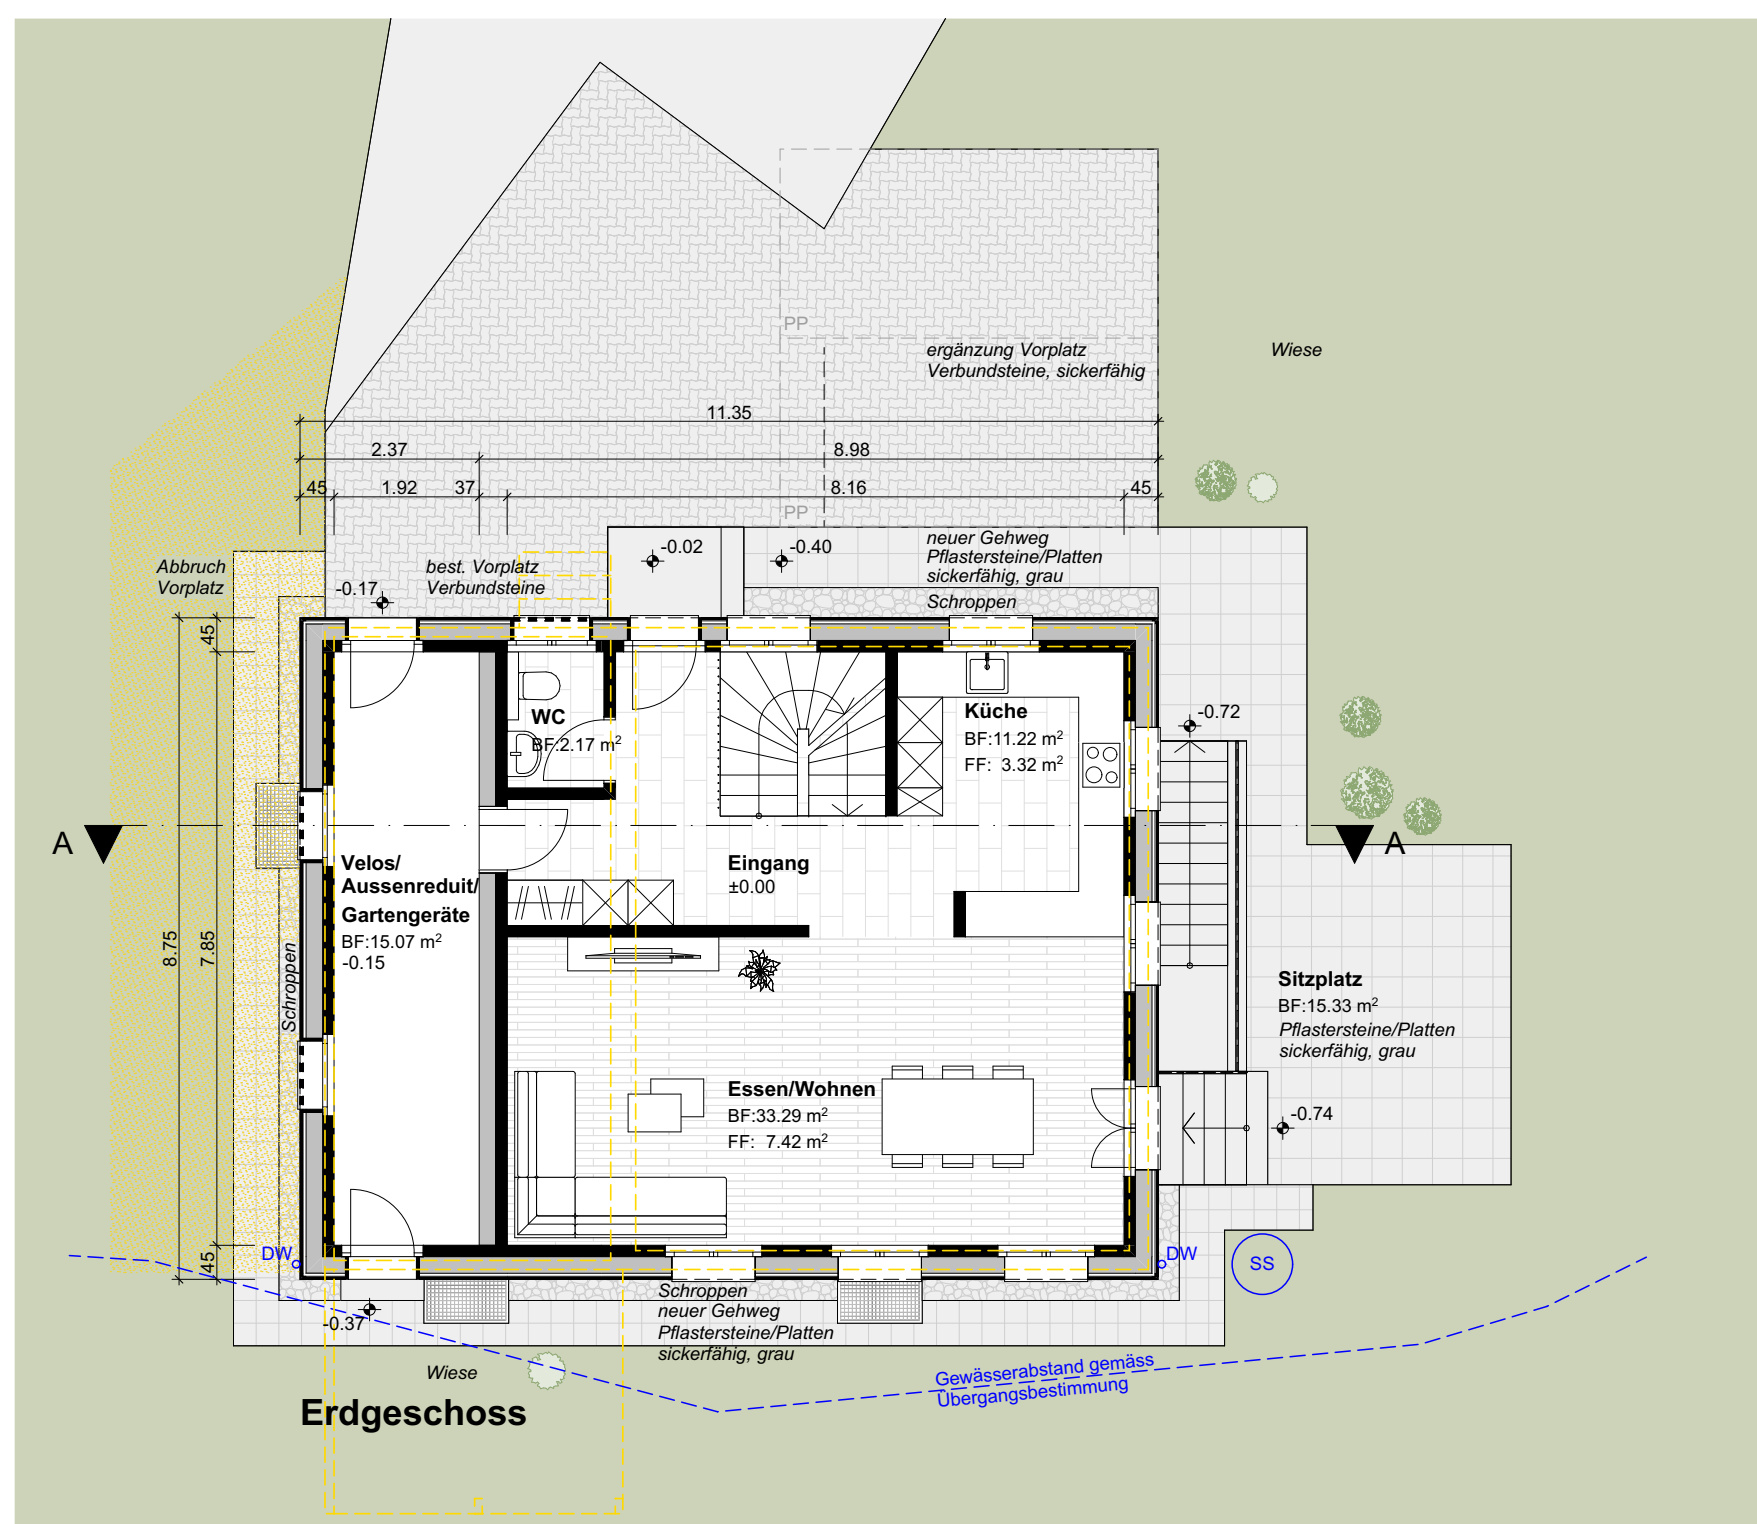 PP
ergänzung Vorplatz
Verbundsteine, sickerfähig
Wiese
11.35
2.37
8.98
45
1.92
37
8.16
45
PP
neuer Gehweg
Pflastersteine/Platten
sickerfähig, grau
Schroppen
-0.02
-0.40
Abbruch
Vorplatz
best. Vorplatz
Verbundsteine
-0.17
45
WC
BF:2.17 m²
Küche
BF:11.22 m²
FF: 3.32 m²
-0.72
A
A
Velos/
Aussenreduit/
Gartengeräte
BF:15.07 m²
-0.15
Eingang
±0.00
8.75
7.85
Schroppen
Sitzplatz
BF:15.33 m²
Pflastersteine/Platten
sickerfähig, grau
Essen/Wohnen
BF:33.29 m²
FF: 7.42 m²
-0.74
45
DW
DW
SS
-0.37
Schroppen
neuer Gehweg
Pflastersteine/Platten
sickerfähig, grau
Wiese
Gewässerabstand gemäss
Übergangsbestimmung
Erdgeschoss